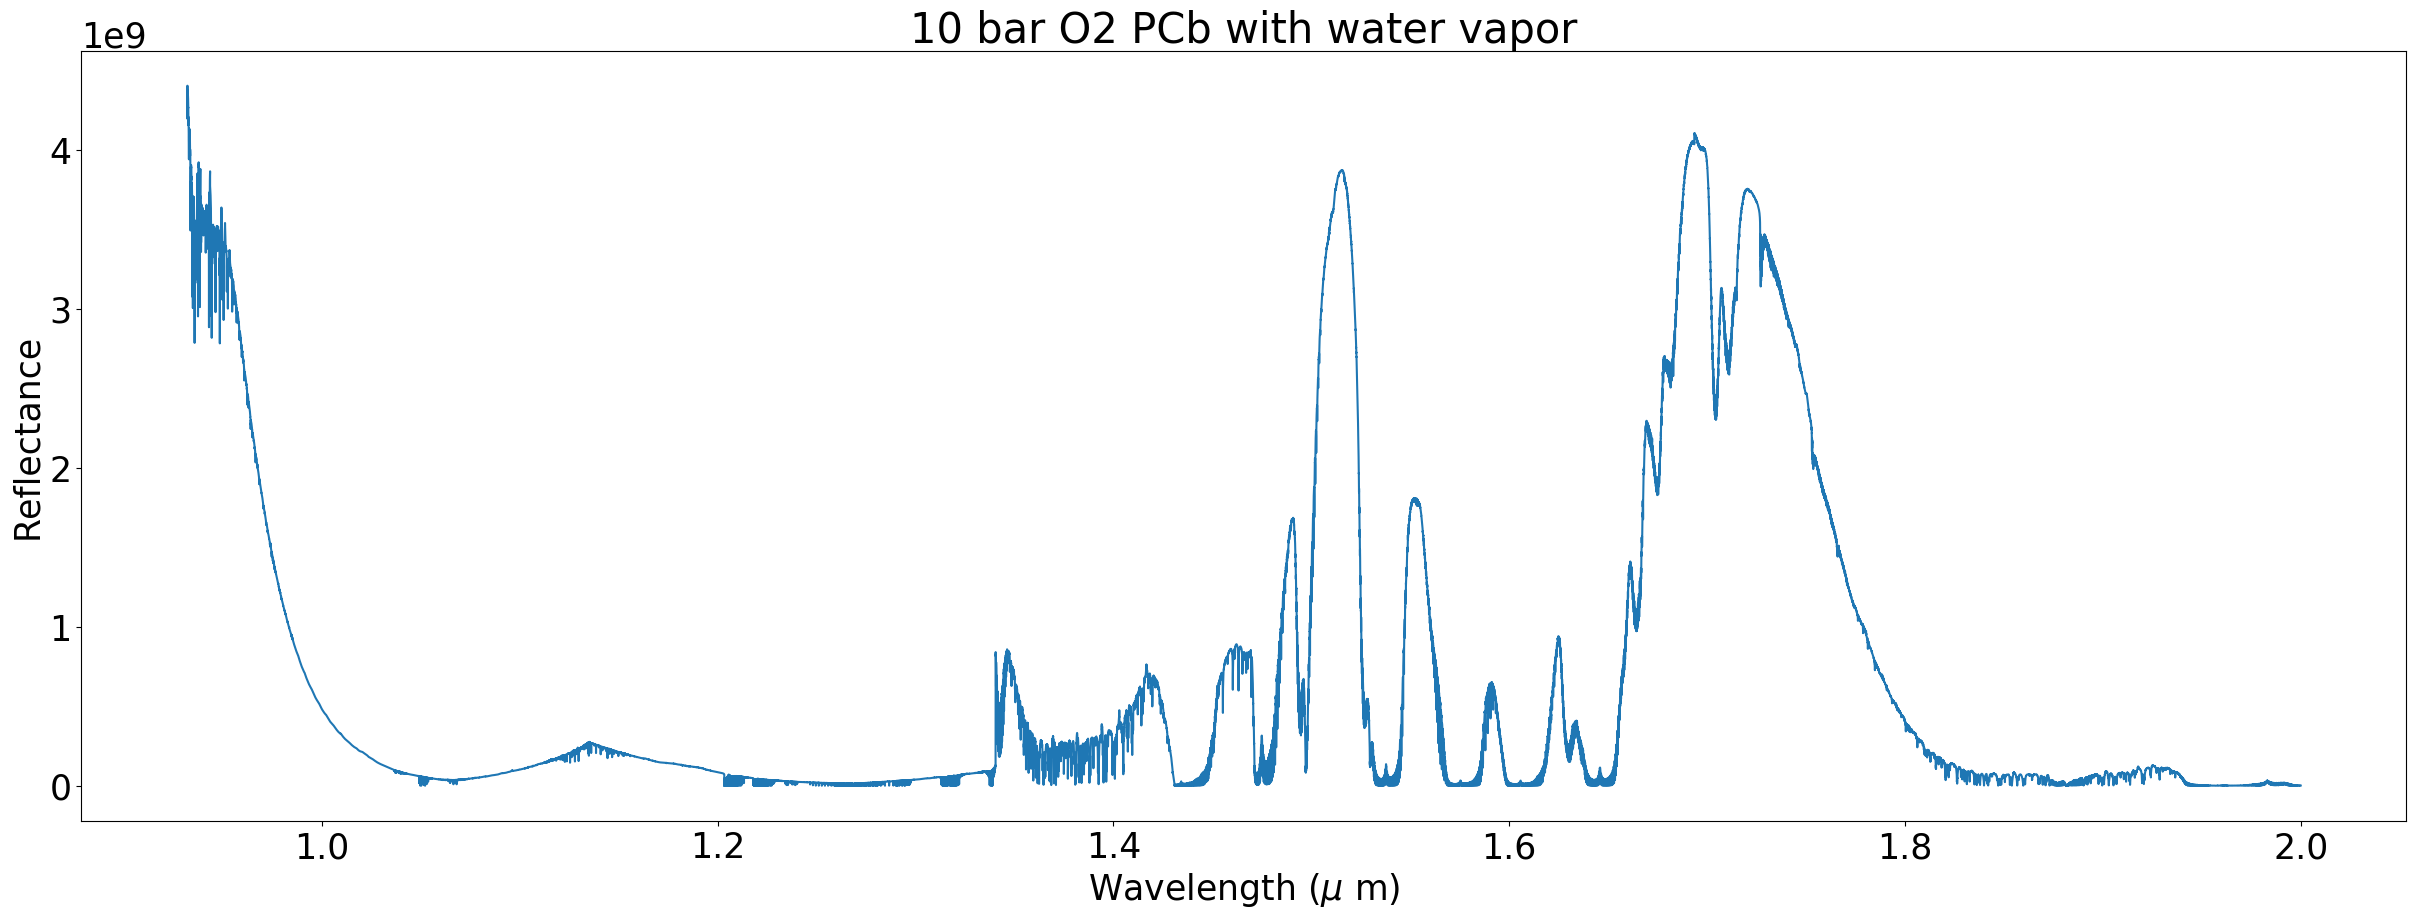 10 bar O2 PCb with water vapor
1e9
4
3
2
1
0
Reflectance
1.0 1.2 1.4 1.6 1.8 2.0
Wavelength (μ m)